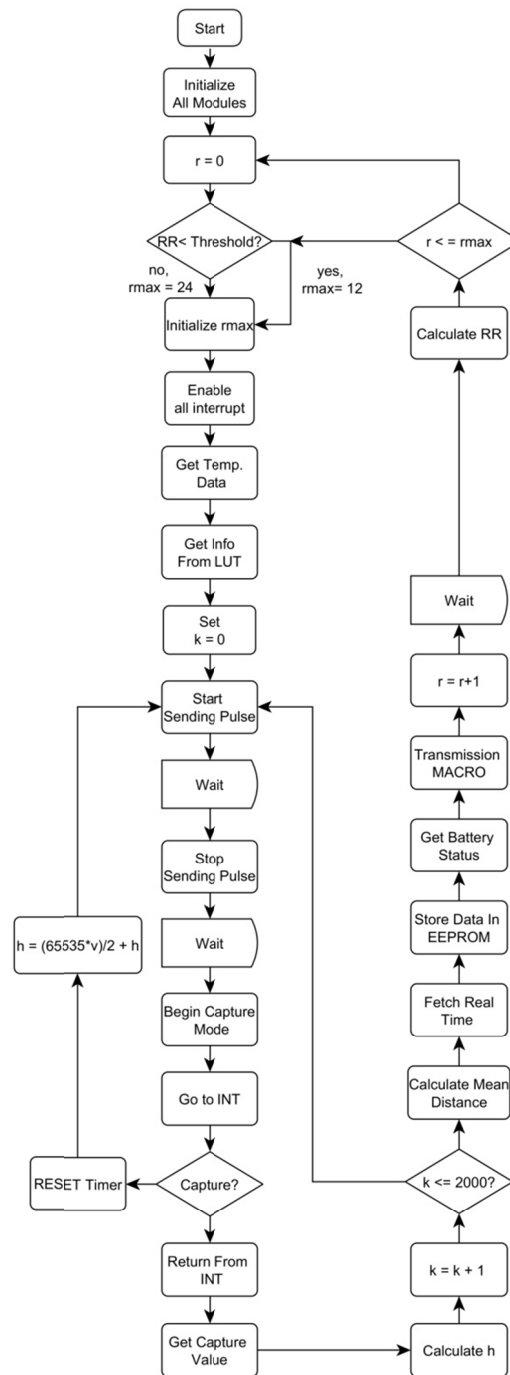 Start
Initialize
All Modules
r = 0
RR< Threshold?
r <= rmax
no,
rmax = 24
yes,
rmax= 12
Initialize rmax
Calculate RR
Enable
all interrupt
Get Temp.
Data
Get Info
From LUT
Set
k = 0
Wait
Start
Sending Pulse
r = r+1
Wait
Transmission
MACRO
Stop
Sending Pulse
Get Battery
Status
h = (65535*v)/2 + h
Wait
Store Data In
EEPROM
Begin Capture
Mode
Fetch Real
Time
Go to INT
Calculate Mean
Distance
RESET Timer
Capture?
k <= 2000?
Return From
INT
k = k + 1
Get Capture
Value
Calculate h